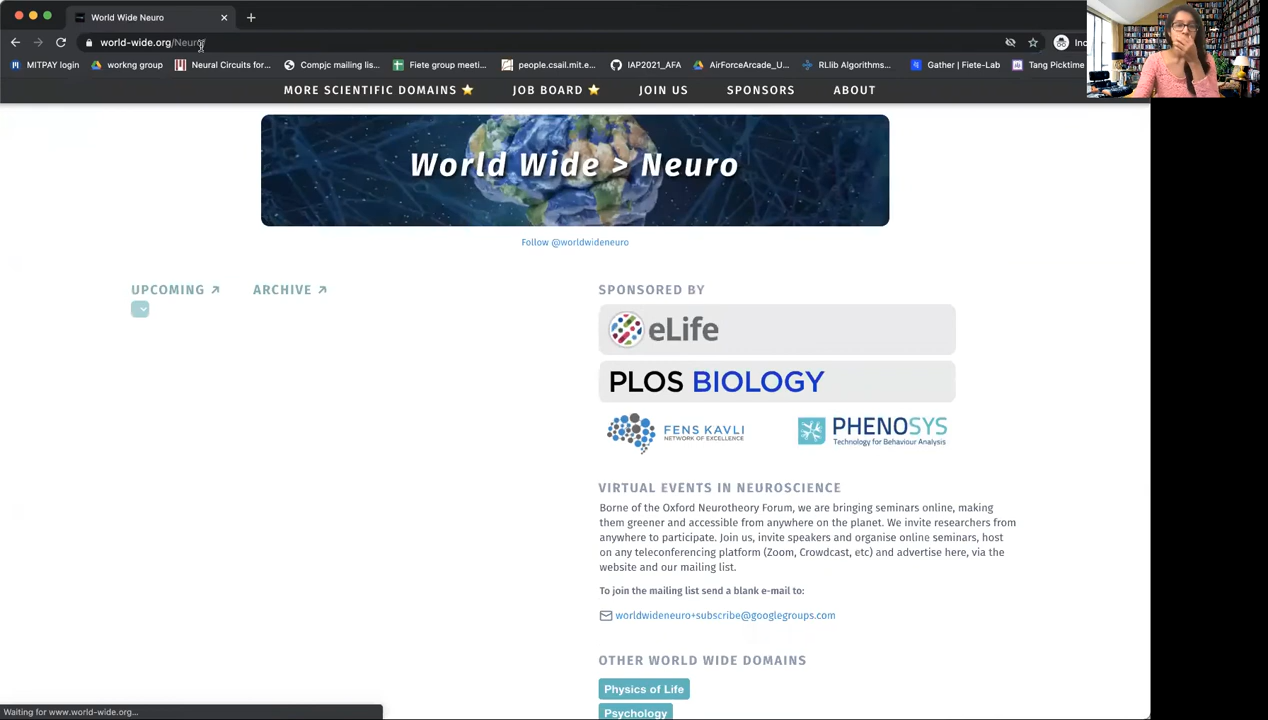 World Wide Neuro
world-wide.org/Neuro
MITPAY login
workng group
Neural Circuits for...
Compjc mailing lis...
Fiete group meeti...
people.csail.mit.e...
IAP2021_AFA
AirForceArcade_U...
RLlib Algorithms...
Gather | Fiete-Lab
Tang Picktime
MORE SCIENTIFIC DOMAINS ⭐ JOB BOARD ⭐ JOIN US SPONSORS ABOUT
World Wide > Neuro
Follow @worldwideneuro
UPCOMING ↗ ARCHIVE ↗
SPONSORED BY
eLife
PLOS BIOLOGY
FENS KAVLI
NETWORK OF EXCELLENCE
PHENOSYS
Technology for Behaviour Analysis
VIRTUAL EVENTS IN NEUROSCIENCE
Borne of the Oxford Neurotheory Forum, we are bringing seminars online, making
them greener and accessible from anywhere on the planet. We invite researchers from
anywhere to participate. Join us, invite speakers and organise online seminars, host
on any teleconferencing platform (Zoom, Crowdcast, etc) and advertise here, via the
website and our mailing list.
To join the mailing list send a blank e-mail to:
worldwideneuro+subscribe@googlegroups.com
OTHER WORLD WIDE DOMAINS
Physics of Life
Psychology
Waiting for www.world-wide.org...